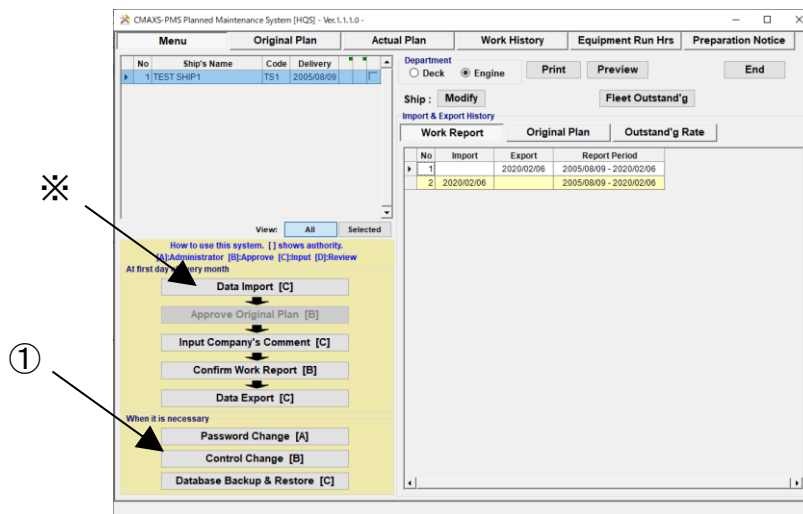 CMAXS-PMS Planned Maintenance System [HQS] - Ver.1.1.1.0 -
Menu Original Plan Actual Plan Work History Equipment Run Hrs Preparation Notice
No Ship's Name Code Delivery
1 TEST SHIP1 TS1 2005/08/09
Department
Deck Engine Print Preview End
Ship : Modify Fleet Outstand'g
Import & Export History
Work Report Original Plan Outstand'g Rate
No Import Export Report Period
1 2020/02/06 2005/08/09 - 2020/02/06
2 2020/02/06 2005/08/09 - 2020/02/06
※
View: All Selected
How to use this system. [ ] shows authority.
[A]:Administrator [B]:Approve [C]:Input [D]:Review
At first day of every month
Data Import [C]
Approve Original Plan [B]
Input Company's Comment [C]
①
Confirm Work Report [B]
Data Export [C]
When it is necessary
Password Change [A]
Control Change [B]
Database Backup & Restore [C]